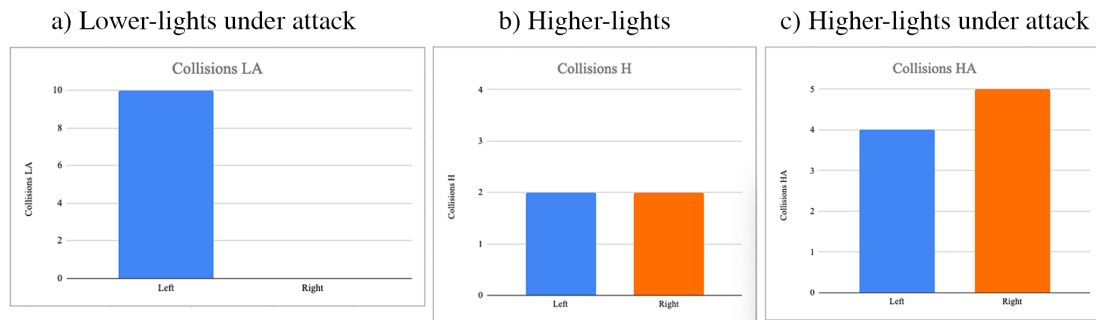 a) Lower-lights under attack
Collisions LA
10
8
6
4
2
0
Collisions LA
Left
Right
b) Higher-lights
Collisions H
4
3
2
1
0
Collisions H
Left
Right
c) Higher-lights under attack
Collisions HA
5
4
3
2
1
0
Collisions HA
Left
Right